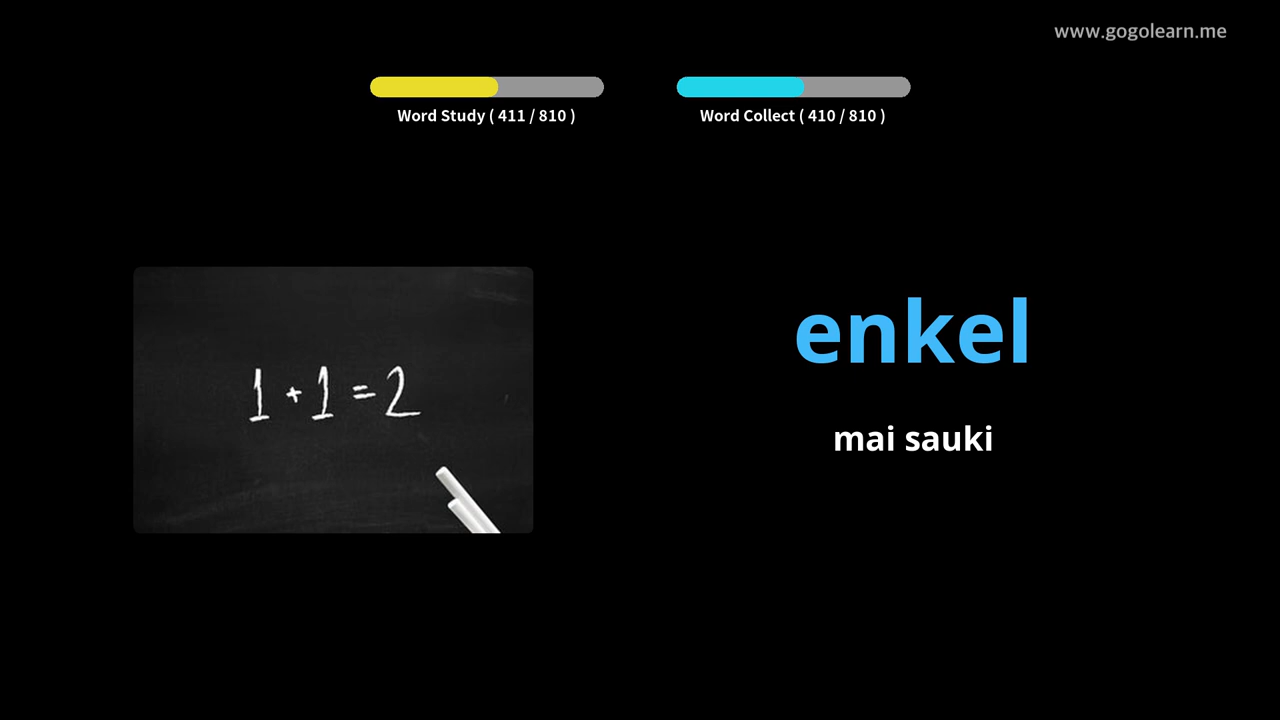 www.gogolearn.me
Word Study ( 411 / 810 )
Word Collect ( 410 / 810 )
1 + 1 = 2
enkel
mai sauki